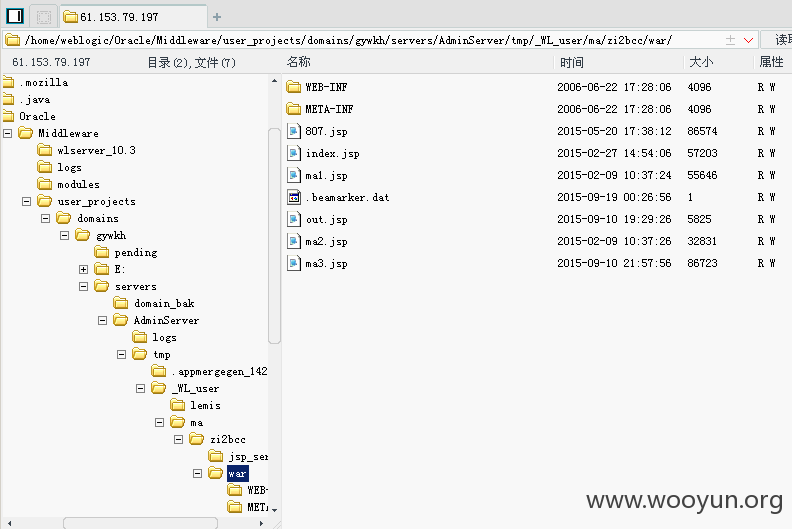 61.153.79.197
/home/weblogic/Oracle/Middleware/user_projects/domains/gywkh/servers/AdminServer/tmp/_WL_user/ma/zi2bcc/war/
读取
61.153.79.197 目录(2),文件(7) 名称 时间 大小 属性
.mozilla
.java
Oracle
Middleware
wlserver_10.3
logs
modules
user_projects
domains
gywkh
pending
E:
servers
domain_bak
AdminServer
logs
tmp
.appmergegen_142
_WL_user
lemis
ma
zi2bcc
jsp_ser
war
WEB-
META
WEB-INF 2006-06-22 17:28:06 4096 R W
META-INF 2006-06-22 17:28:06 4096 R W
807.jsp 2015-05-20 17:38:12 86574 R W
index.jsp 2015-02-27 14:54:06 57203 R W
ma1.jsp 2015-02-09 10:37:24 55646 R W
.beamarker.dat 2015-09-19 00:26:56 1 R W
out.jsp 2015-09-10 19:29:26 5825 R W
ma2.jsp 2015-02-09 10:37:26 32831 R W
ma3.jsp 2015-09-10 21:57:56 86723 R W
www.wooyun.org